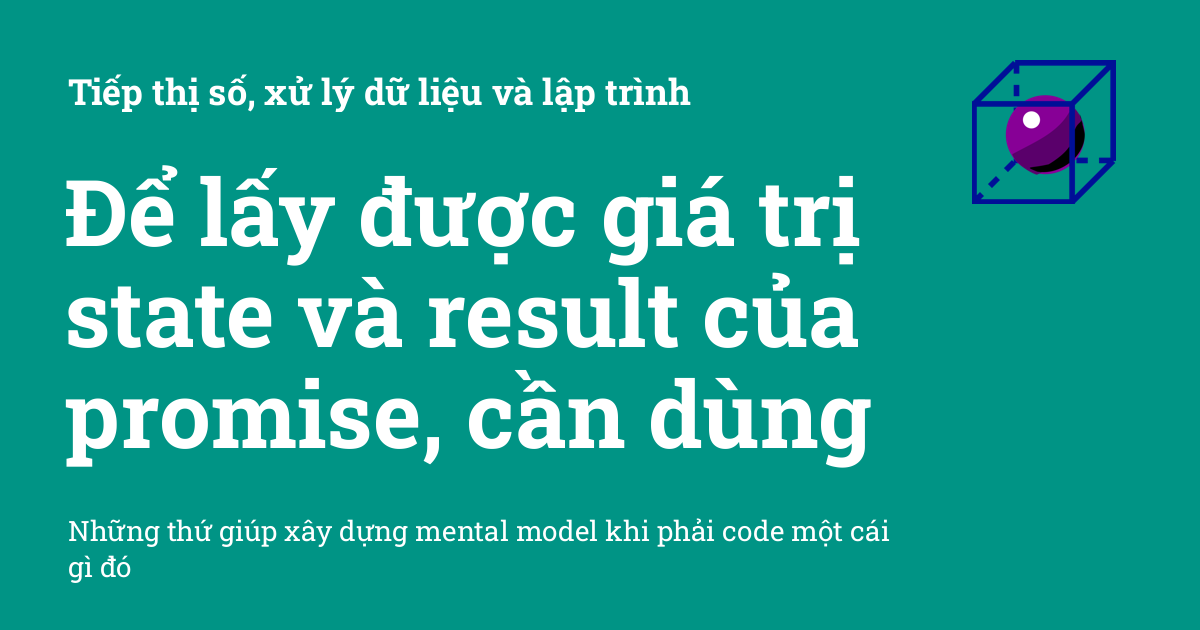 Tiếp thị số, xử lý dữ liệu và lập trình
Để lấy được giá trị
state và result của
promise, cần dùng
Những thứ giúp xây dựng mental model khi phải code một cái
gì đó